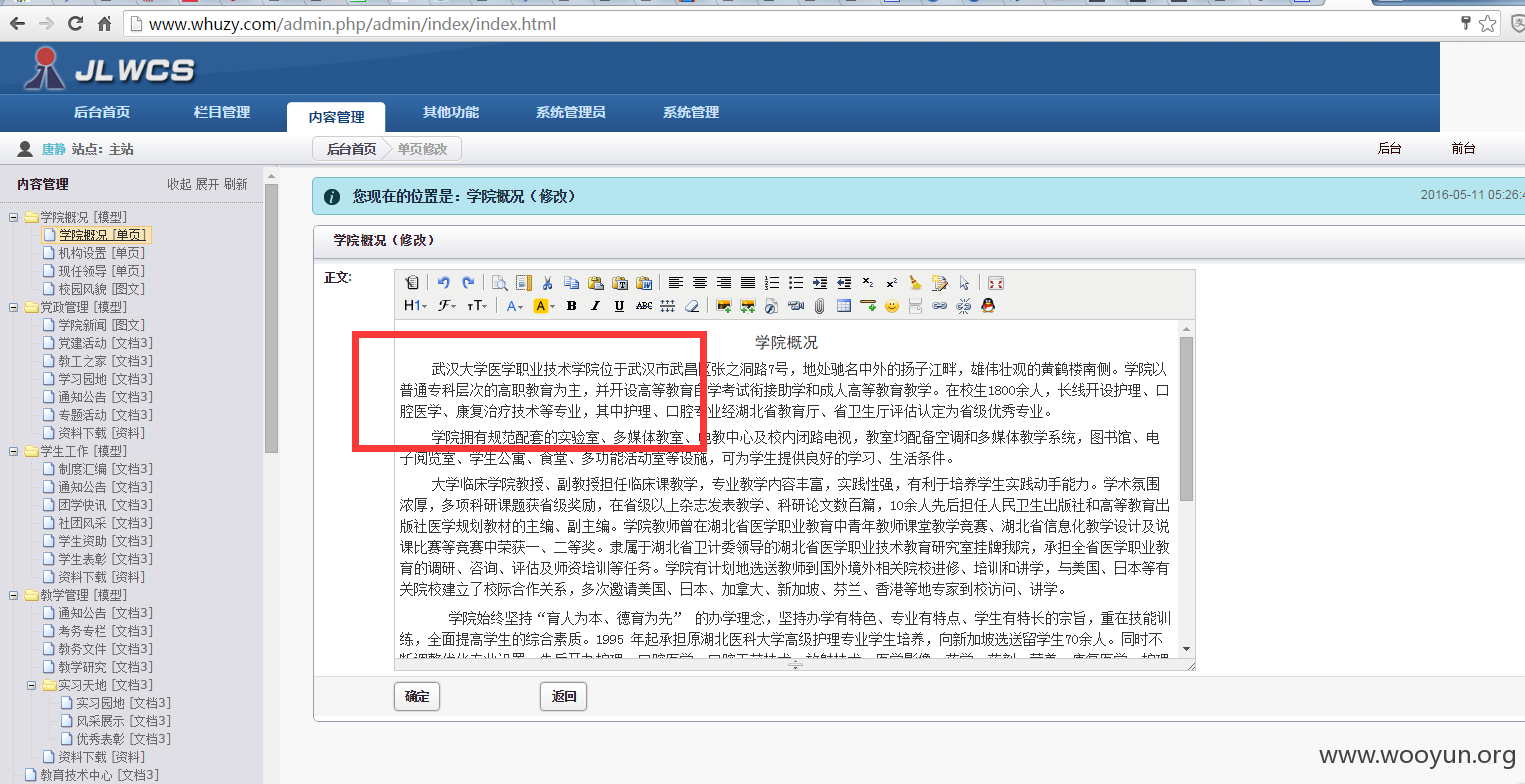 www.whuzy.com/admin.php/admin/index/index.html
JLWCS
后台首页 栏目管理 内容管理 其他功能 系统管理员 系统管理
唐静 站点：主站
后台首页 单页修改
后台 前台
内容管理 收起 展开 刷新
学院概况 [模型]
学院概况 [单页]
机构设置 [单页]
现任领导 [单页]
校园风貌 [图文]
党政管理 [模型]
学院新闻 [图文]
党建活动 [文档3]
教工之家 [文档3]
学习园地 [文档3]
通知公告 [文档3]
专题活动 [文档3]
资料下载 [资料]
学生工作 [模型]
制度汇编 [文档3]
通知公告 [文档3]
团学快讯 [文档3]
社团风采 [文档3]
学生资助 [文档3]
学生表彰 [文档3]
资料下载 [资料]
教学管理 [模型]
通知公告 [文档3]
考务专栏 [文档3]
教务文件 [文档3]
教学研究 [文档3]
实习天地 [文档3]
实习园地 [文档3]
风采展示 [文档3]
优秀表彰 [文档3]
资料下载 [资料]
教育技术中心 [文档3]
您现在的位置是：学院概况（修改）
2016-05-11 05:26:4
学院概况（修改）
正文：
学院概况
武汉大学医学职业技术学院位于武汉市武昌区张之洞路7号，地处驰名中外的扬子江畔，雄伟壮观的黄鹤楼南侧。学院以
普通专科层次的高职教育为主，并开设高等教育自学考试衔接助学和成人高等教育教学。在校生1800余人，长线开设护理、口
腔医学、康复治疗技术等专业，其中护理、口腔专业经湖北省教育厅、省卫生厅评估认定为省级优秀专业。
学院拥有规范配套的实验室、多媒体教室、电教中心及校内闭路电视，教室均配备空调和多媒体教学系统，图书馆、电
子阅览室、学生公寓、食堂、多功能活动室等设施，可为学生提供良好的学习、生活条件。
大学临床学院教授、副教授担任临床课教学，专业教学内容丰富，实践性强，有利于培养学生实践动手能力。学术氛围
浓厚，多项科研课题获省级奖励，在省级以上杂志发表教学、科研论文数百篇，10余人先后担任人民卫生出版社和高等教育出
版社医学规划教材的主编、副主编。学院教师曾在湖北省医学职业教育中青年教师课堂教学竞赛、湖北省信息化教学设计及说
课比赛等竞赛中荣获一、二等奖。隶属于湖北省卫计委领导的湖北省医学职业技术教育研究室挂牌我院，承担全省医学职业教
育的调研、咨询、评估及师资培训等任务。学院有计划地选送教师到国外境外相关院校进修、培训和讲学，与美国、日本等有
关院校建立了校际合作关系，多次邀请美国、日本、加拿大、新加坡、芬兰、香港等地专家到校访问、讲学。
学院始终坚持“育人为本、德育为先” 的办学理念，坚持办学有特色、专业有特点、学生有特长的宗旨，重在技能训
练，全面提高学生的综合素质。1995 年起承担原湖北医科大学高级护理专业学生培养，向新加坡选送留学生70余人。同时不
确定 返回
www.wooyun.org